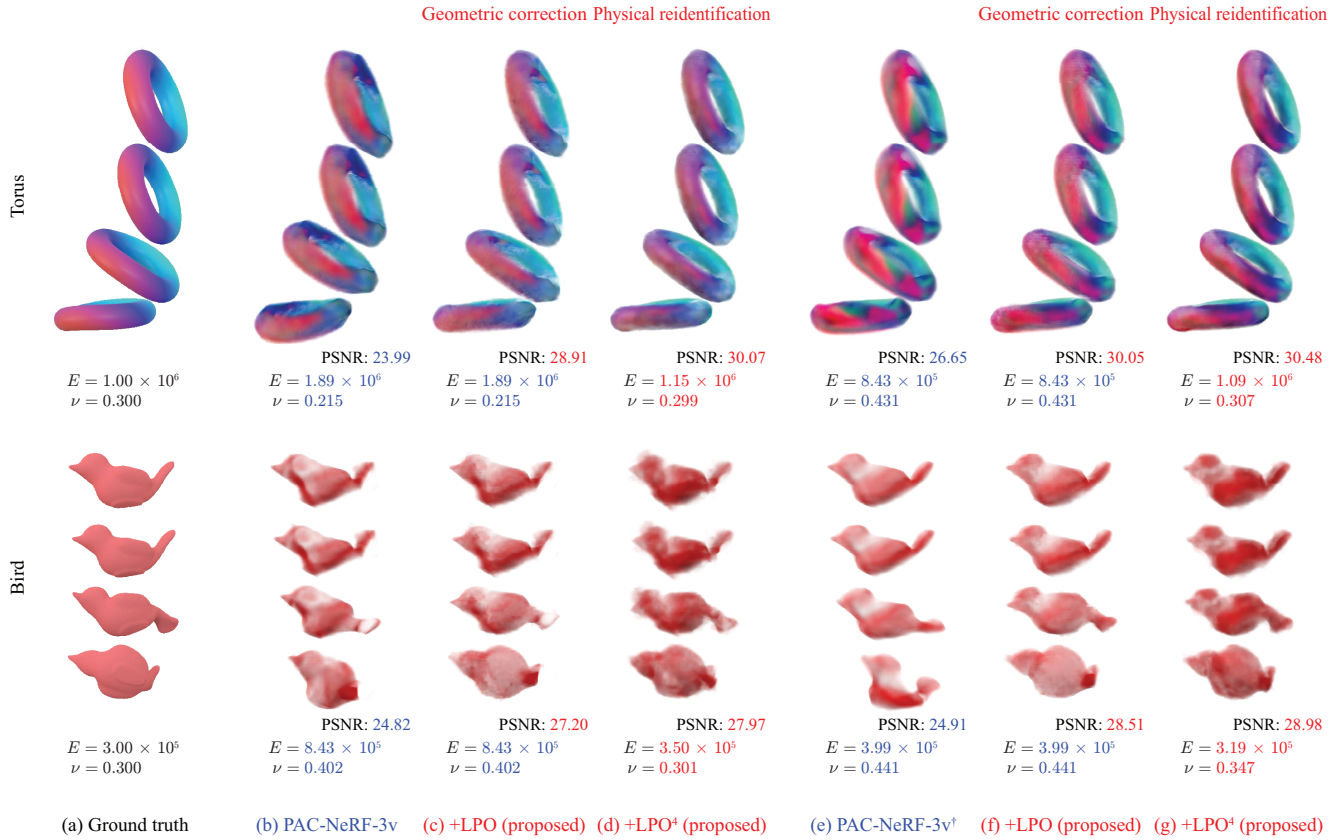 Geometric correction Physical reidentification Geometric correction Physical reidentification
Torus
PSNR: 23.99 PSNR: 28.91 PSNR: 30.07 PSNR: 26.65 PSNR: 30.05 PSNR: 30.48
E = 1.00 × 10⁶ E = 1.89 × 10⁶ E = 1.89 × 10⁶ E = 1.15 × 10⁶ E = 8.43 × 10⁵ E = 8.43 × 10⁵ E = 1.09 × 10⁶
ν = 0.300 ν = 0.215 ν = 0.215 ν = 0.299 ν = 0.431 ν = 0.431 ν = 0.307
Bird
PSNR: 24.82 PSNR: 27.20 PSNR: 27.97 PSNR: 24.91 PSNR: 28.51 PSNR: 28.98
E = 3.00 × 10⁵ E = 8.43 × 10⁵ E = 8.43 × 10⁵ E = 3.50 × 10⁵ E = 3.99 × 10⁵ E = 3.99 × 10⁵ E = 3.19 × 10⁵
ν = 0.300 ν = 0.402 ν = 0.402 ν = 0.301 ν = 0.441 ν = 0.441 ν = 0.347
(a) Ground truth (b) PAC-NeRF-3v (c) +LPO (proposed) (d) +LPO⁴ (proposed) (e) PAC-NeRF-3v† (f) +LPO (proposed) (g) +LPO⁴ (proposed)